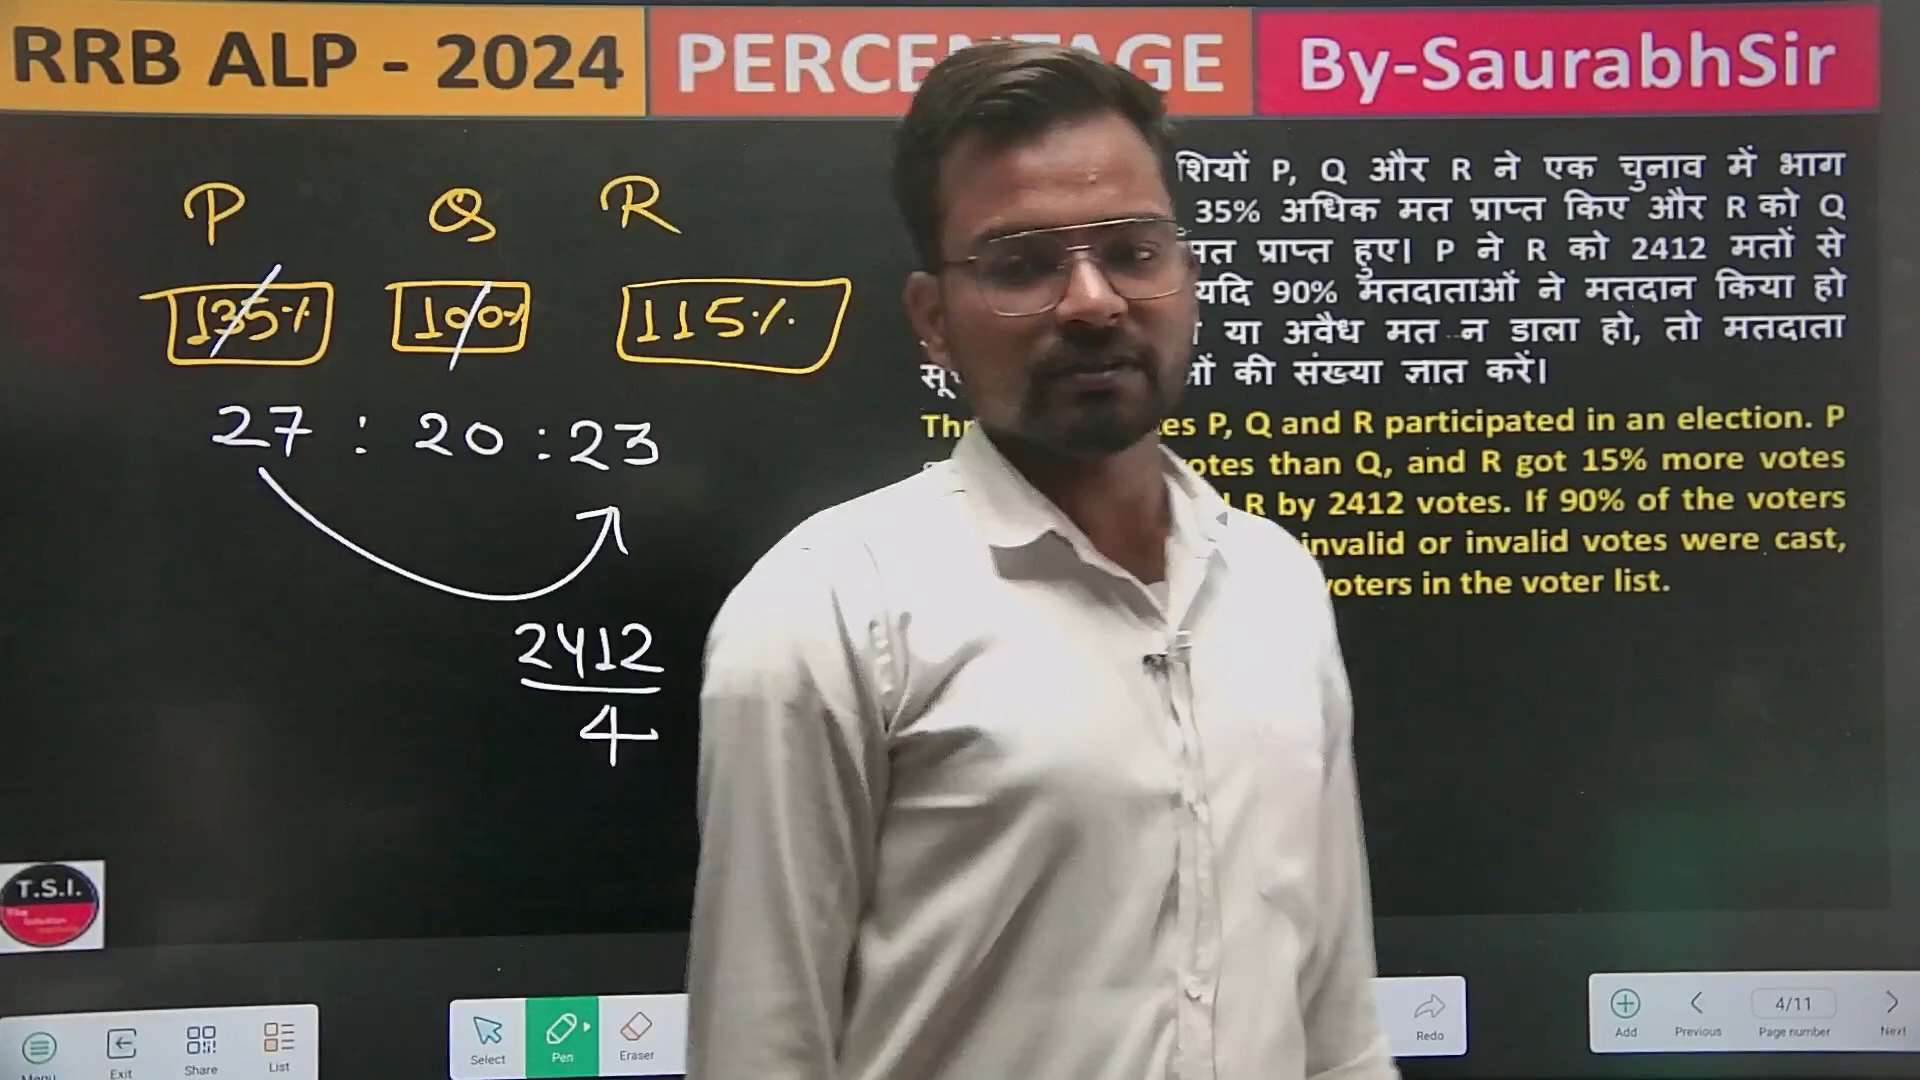 RRB ALP - 2024
PERCE AGE
By-SaurabhSir
P Q R
135% 100% 115%
27 : 20 : 23
2412
4
शियों P, Q और R ने एक चुनाव में भाग
35% अधिक मत प्राप्त किए और R को Q
मत प्राप्त हुए। P ने R को 2412 मतों से
यदि 90% मतदाताओं ने मतदान किया हो
या अवैध मत न डाला हो, तो मतदाता
ओं की संख्या ज्ञात करें।
es P, Q and R participated in an election. P
otes than Q, and R got 15% more votes
R by 2412 votes. If 90% of the voters
invalid or invalid votes were cast,
voters in the voter list.
T.S.I.
The
Solution
Menu
Exit
Share
List
Select
Pen
Eraser
Redo
Add
Previous
4/11
Page number
Next